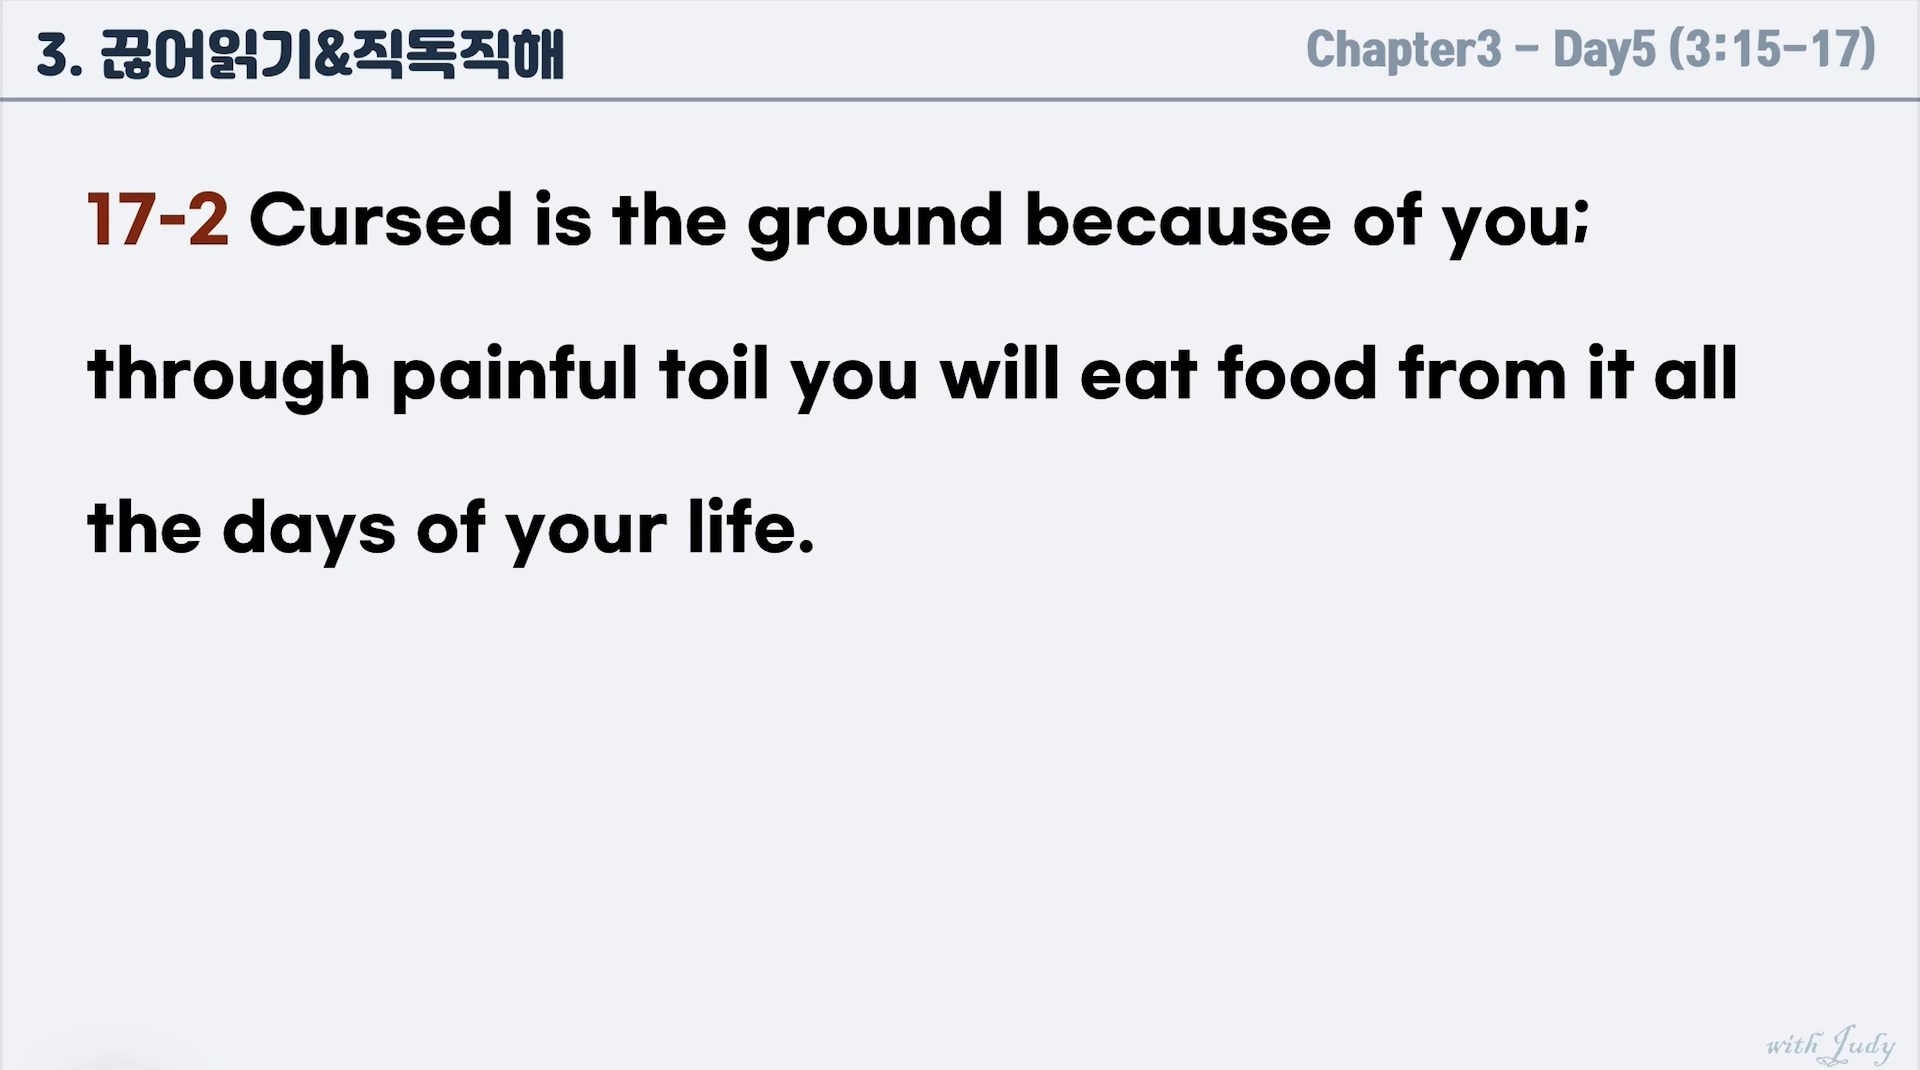 3. 끊어읽기&직독직해
Chapter3 - Day5 (3:15-17)
17-2 Cursed is the ground because of you;
through painful toil you will eat food from it all
the days of your life.
with Judy